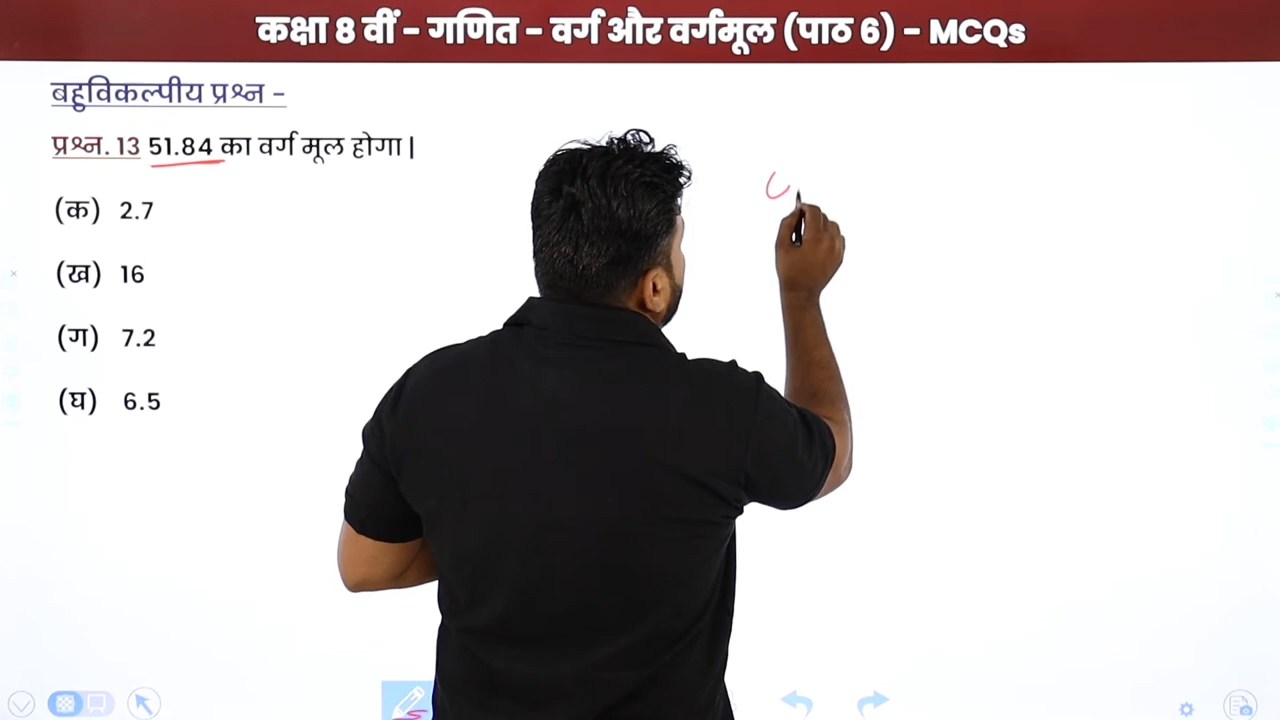 कक्षा 8 वीं - गणित - वर्ग और वर्गमूल (पाठ 6) - MCQs
बहुविकल्पीय प्रश्न -
प्रश्न. 13 51.84 का वर्ग मूल होगा |
(क) 2.7
(ख) 16
(ग) 7.2
(घ) 6.5